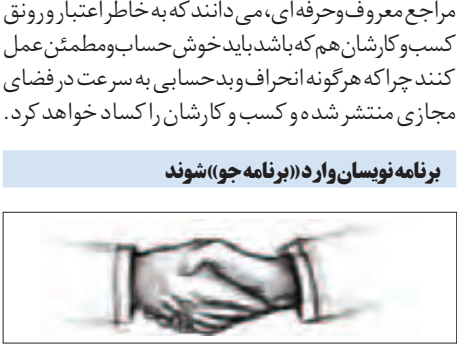 مراجع معروف و حرفه ای، می دانند که به خاطر اعتبار و رونق
کسب و کارشان هم که باشد باید خوش حساب و مطمئن عمل
کنند چرا که هرگونه انحراف و بدحسابی به سرعت در فضای
مجازی منتشر شده و کسب و کارشان را کساد خواهد کرد.
برنامه نویسان وارد «برنامه جو» شوند